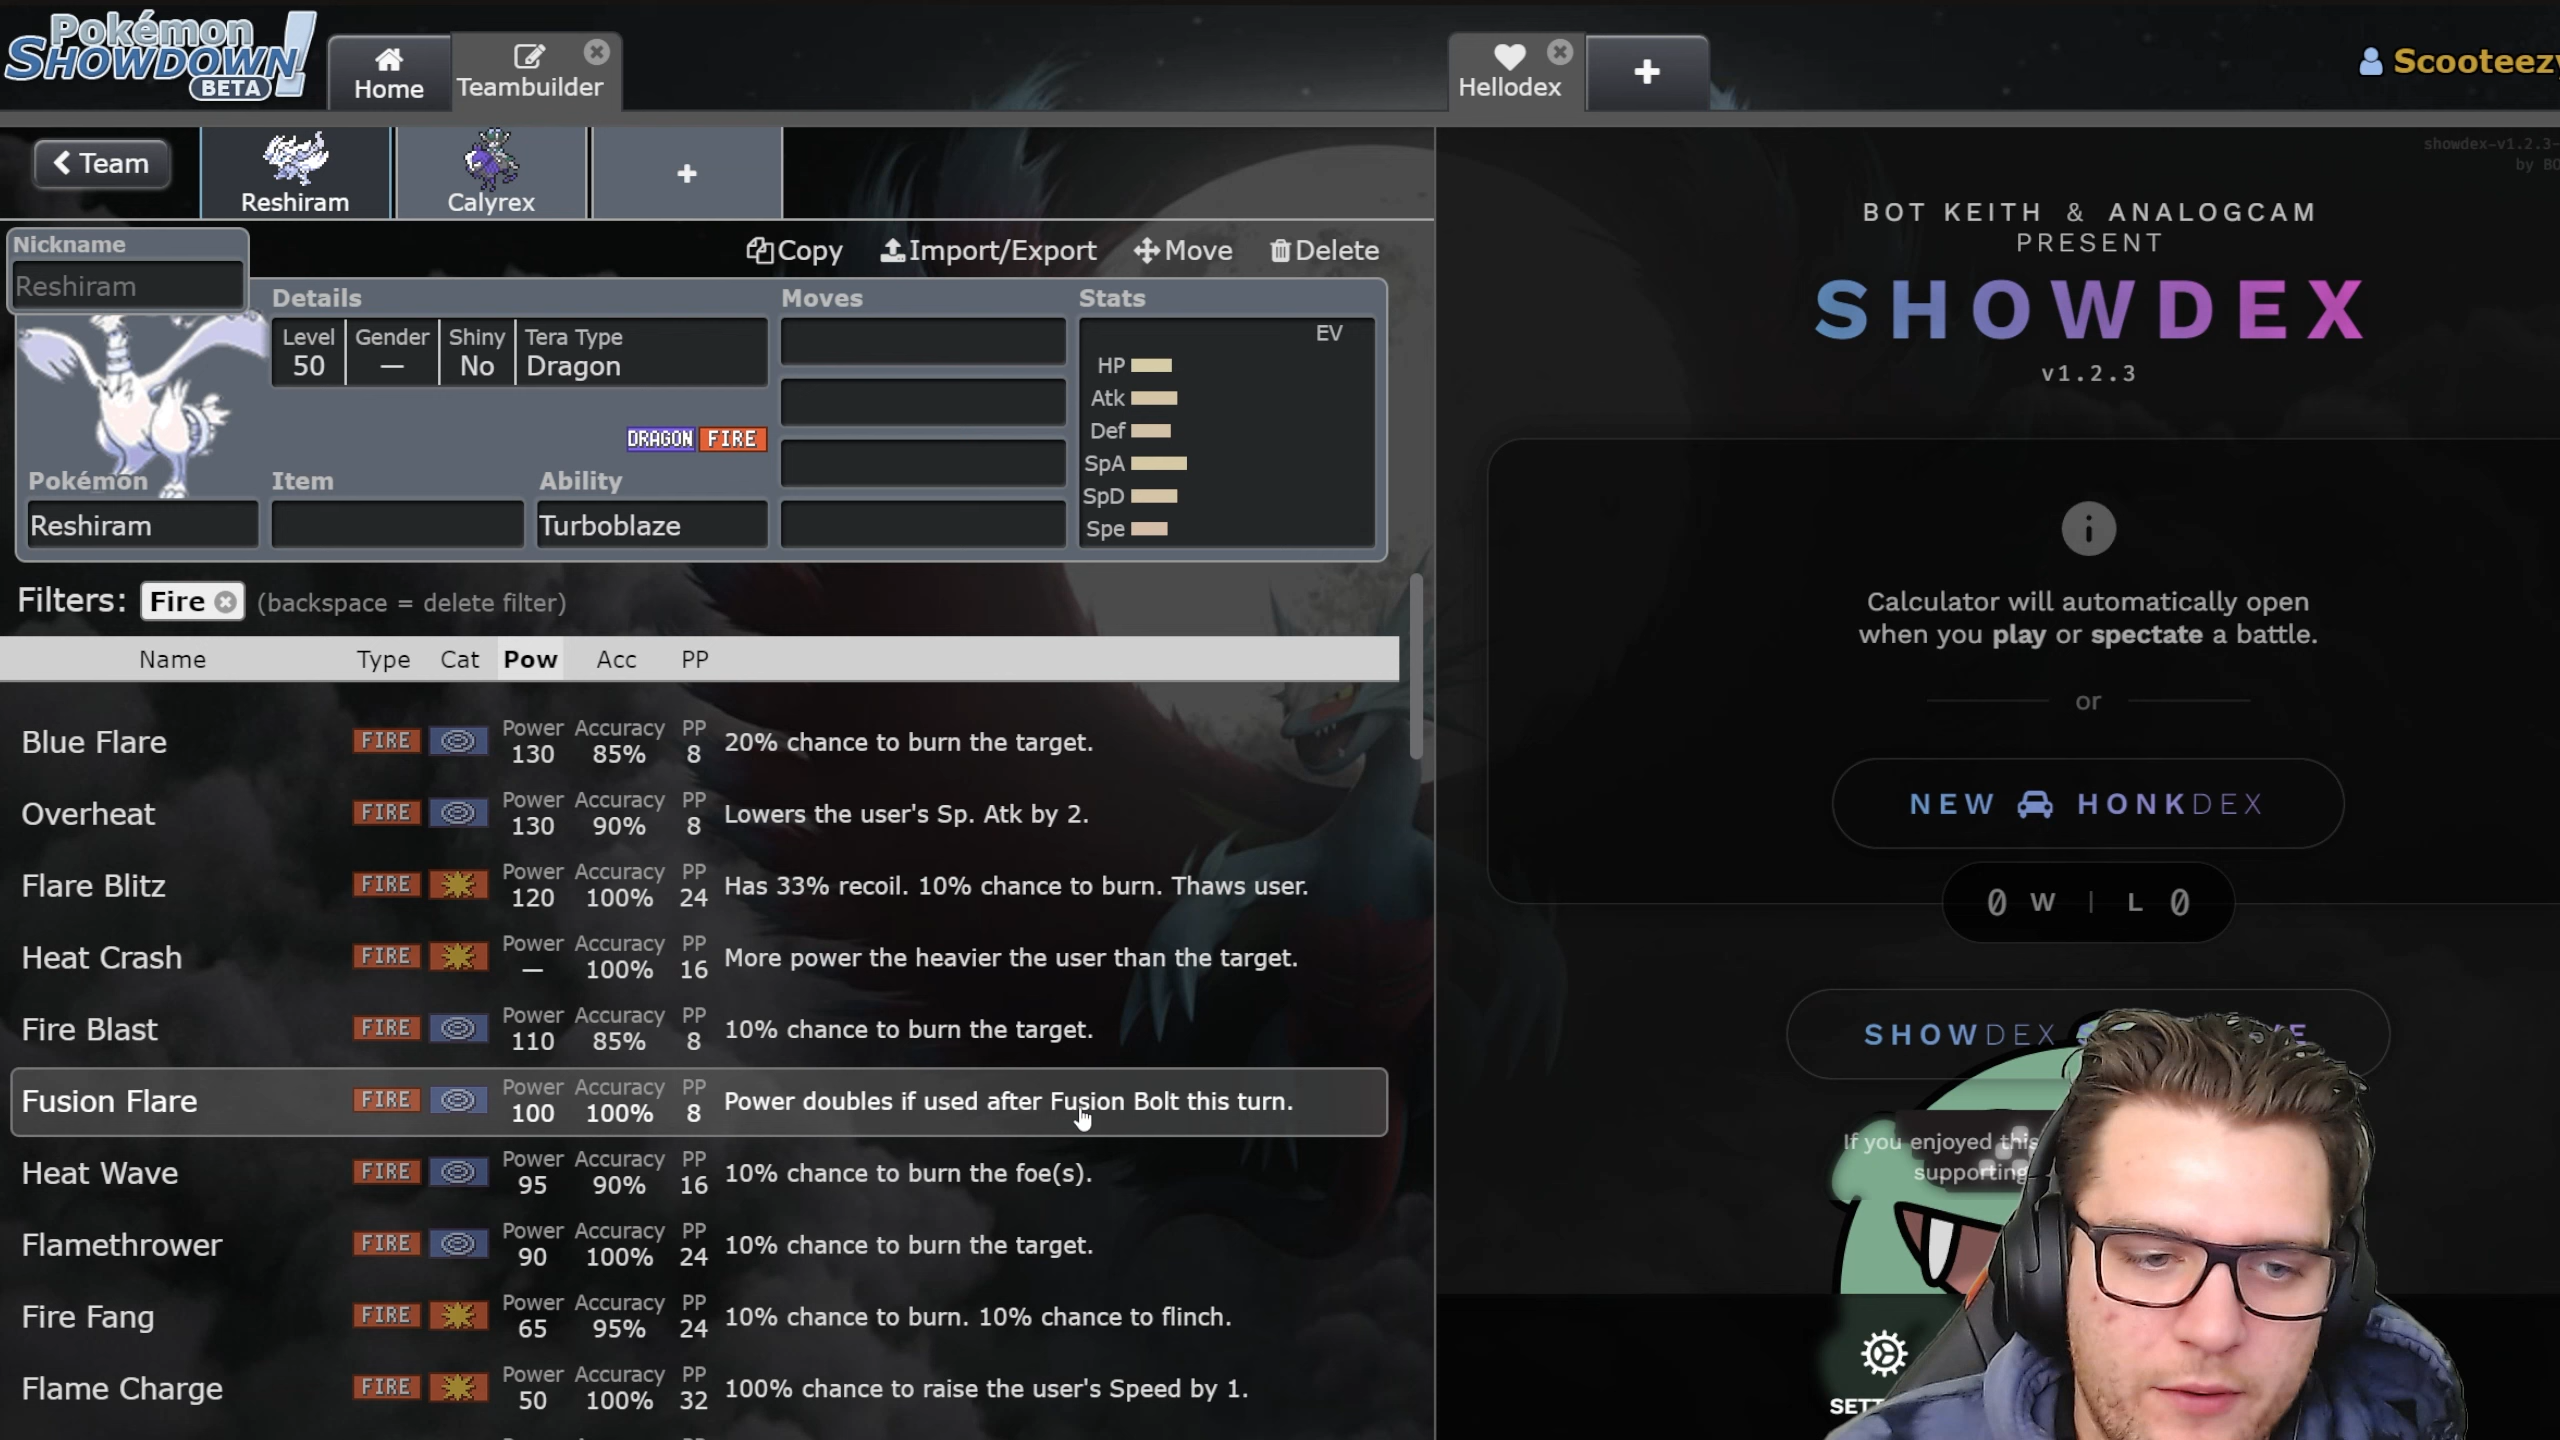 Pokémon
SHOWDOWN!
BETA
Home
Teambuilder
Hellodex
Scooteezy
Team
Reshiram
Calyrex
showdex-v1.2.3-
by BO
Nickname
Reshiram
Copy
Import/Export
Move
Delete
Details
Level
50
Gender
—
Shiny
No
Tera Type
Dragon
DRAGON FIRE
Pokémon
Reshiram
Item
Ability
Turboblaze
Moves
Stats
EV
HP
Atk
Def
SpA
SpD
Spe
Filters: Fire (backspace = delete filter)
Name Type Cat Pow Acc PP
Blue Flare FIRE Power 130 Accuracy 85% PP 8 20% chance to burn the target.
Overheat FIRE Power 130 Accuracy 90% PP 8 Lowers the user's Sp. Atk by 2.
Flare Blitz FIRE Power 120 Accuracy 100% PP 24 Has 33% recoil. 10% chance to burn. Thaws user.
Heat Crash FIRE Power — Accuracy 100% PP 16 More power the heavier the user than the target.
Fire Blast FIRE Power 110 Accuracy 85% PP 8 10% chance to burn the target.
Fusion Flare FIRE Power 100 Accuracy 100% PP 8 Power doubles if used after Fusion Bolt this turn.
Heat Wave FIRE Power 95 Accuracy 90% PP 16 10% chance to burn the foe(s).
Flamethrower FIRE Power 90 Accuracy 100% PP 24 10% chance to burn the target.
Fire Fang FIRE Power 65 Accuracy 95% PP 24 10% chance to burn. 10% chance to flinch.
Flame Charge FIRE Power 50 Accuracy 100% PP 32 100% chance to raise the user's Speed by 1.
BOT KEITH & ANALOGCAM
PRESENT
SHOWDEX
v1.2.3
Calculator will automatically open
when you play or spectate a battle.
or
NEW HONKDEX
0 W | L 0
SHOWDEX
If you enjoyed this
supporting